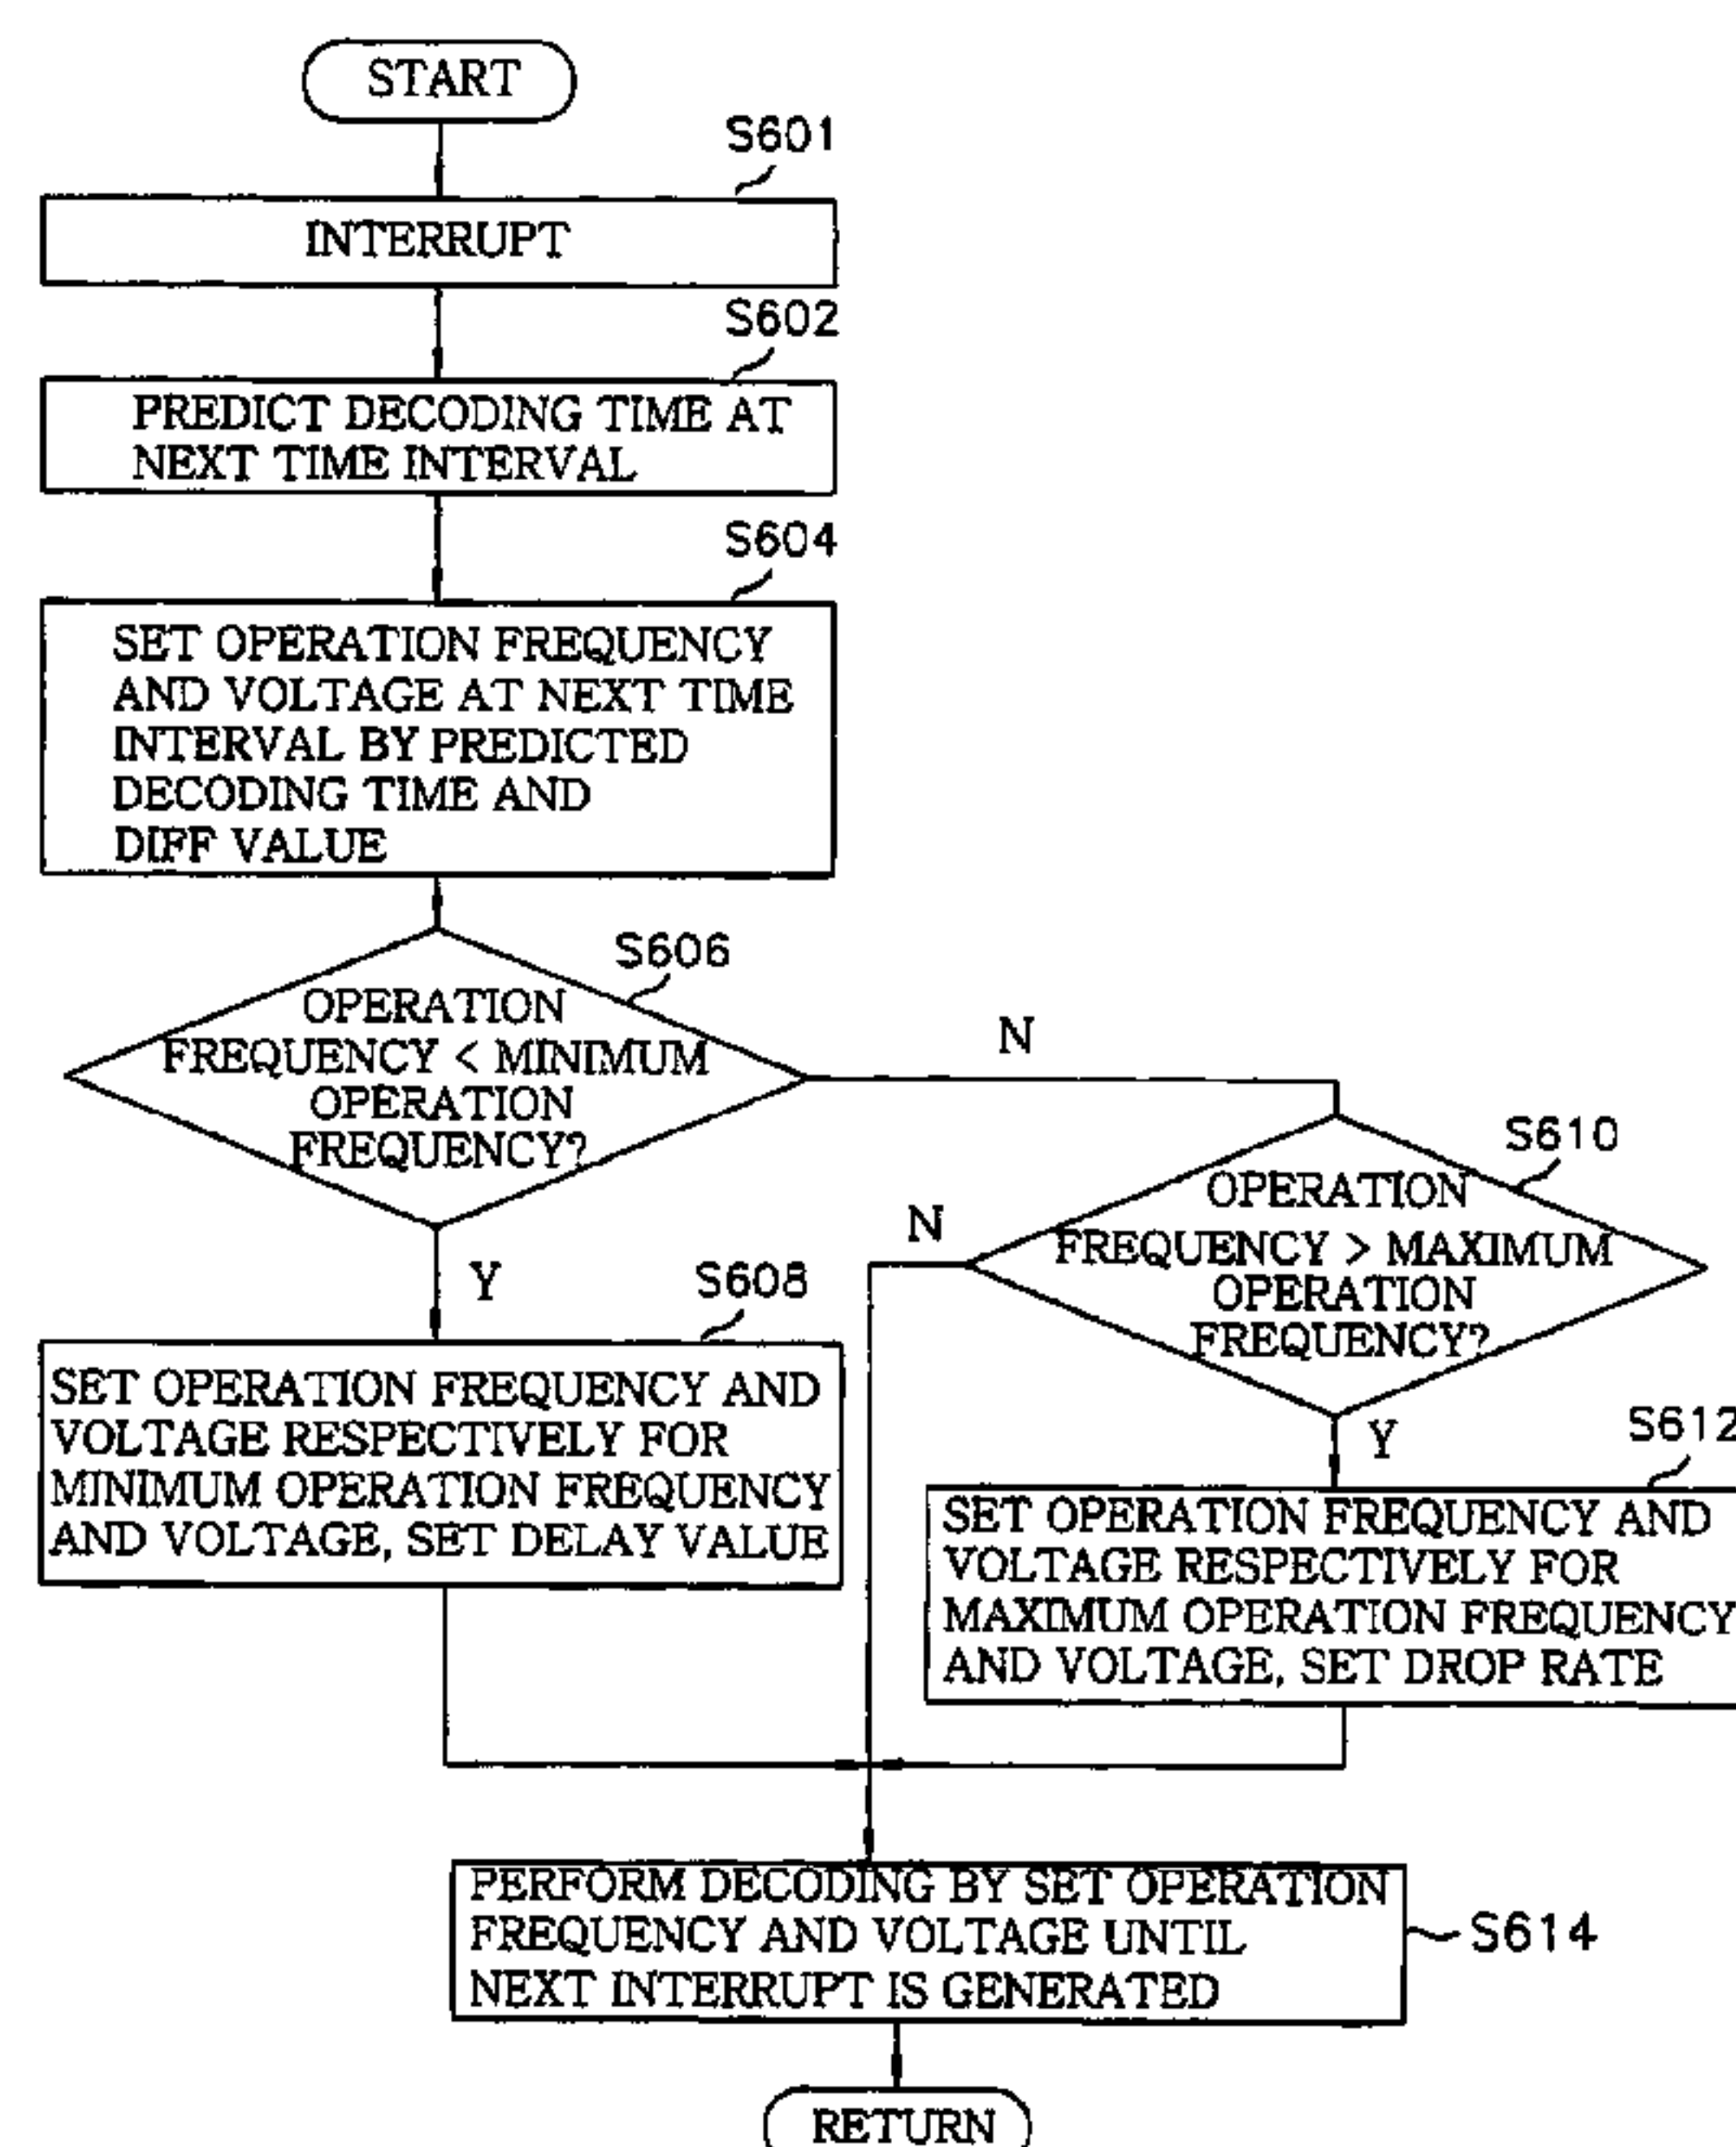 START
S601
INTERRUPT
S602
PREDICT DECODING TIME AT
NEXT TIME INTERVAL
S604
SET OPERATION FREQUENCY
AND VOLTAGE AT NEXT TIME
INTERVAL BY PREDICTED
DECODING TIME AND
DIFF VALUE
S606
OPERATION
FREQUENCY < MINIMUM
OPERATION
FREQUENCY?
N
Y
S610
OPERATION
FREQUENCY > MAXIMUM
OPERATION
FREQUENCY?
N
Y
S608
SET OPERATION FREQUENCY AND
VOLTAGE RESPECTIVELY FOR
MINIMUM OPERATION FREQUENCY
AND VOLTAGE, SET DELAY VALUE
S612
SET OPERATION FREQUENCY AND
VOLTAGE RESPECTIVELY FOR
MAXIMUM OPERATION FREQUENCY
AND VOLTAGE, SET DROP RATE
PERFORM DECODING BY SET OPERATION
FREQUENCY AND VOLTAGE UNTIL
NEXT INTERRUPT IS GENERATED
S614
RETURN